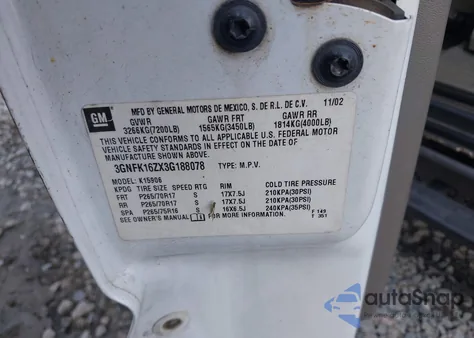 GM
MFD BY GENERAL MOTORS DE MEXICO, S. DE R.L. DE C.V. 11/02
GVWR GAWR FRT GAWR RR
3266KG(7200LB) 1565KG(3450LB) 1814KG(4000LB)
THIS VEHICLE CONFORMS TO ALL APPLICABLE U.S. FEDERAL MOTOR
VEHICLE SAFETY STANDARDS IN EFFECT ON THE DATE OF
MANUFACTURE SHOWN ABOVE.
3GNFK16ZX3G188078 TYPE: M.P.V.
MODEL: K15906
KPDG TIRE SIZE SPEED RTG RIM COLD TIRE PRESSURE
FRT P265/70R17 S 17X7.5J 210KPA(30PSI)
RR P265/70R17 S 17X7.5J 210KPA(30PSI)
SPA P265/75R16 S 16X6.5J 240KPA(35PSI)
SEE OWNER'S MANUAL FOR MORE INFORMATION.
F 149
T 351
autoSnap